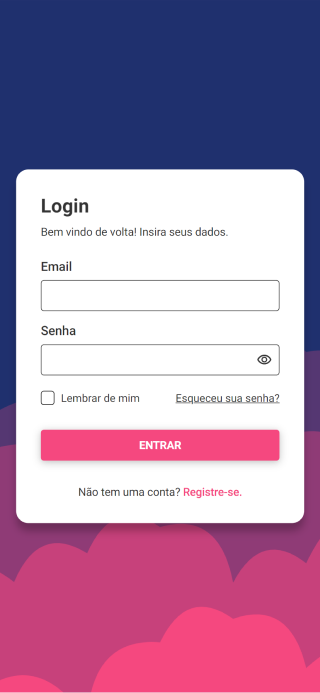 Login
Bem vindo de volta! Insira seus dados.
Email
Senha
Lembrar de mim Esqueceu sua senha?
ENTRAR
Não tem uma conta? Registre-se.